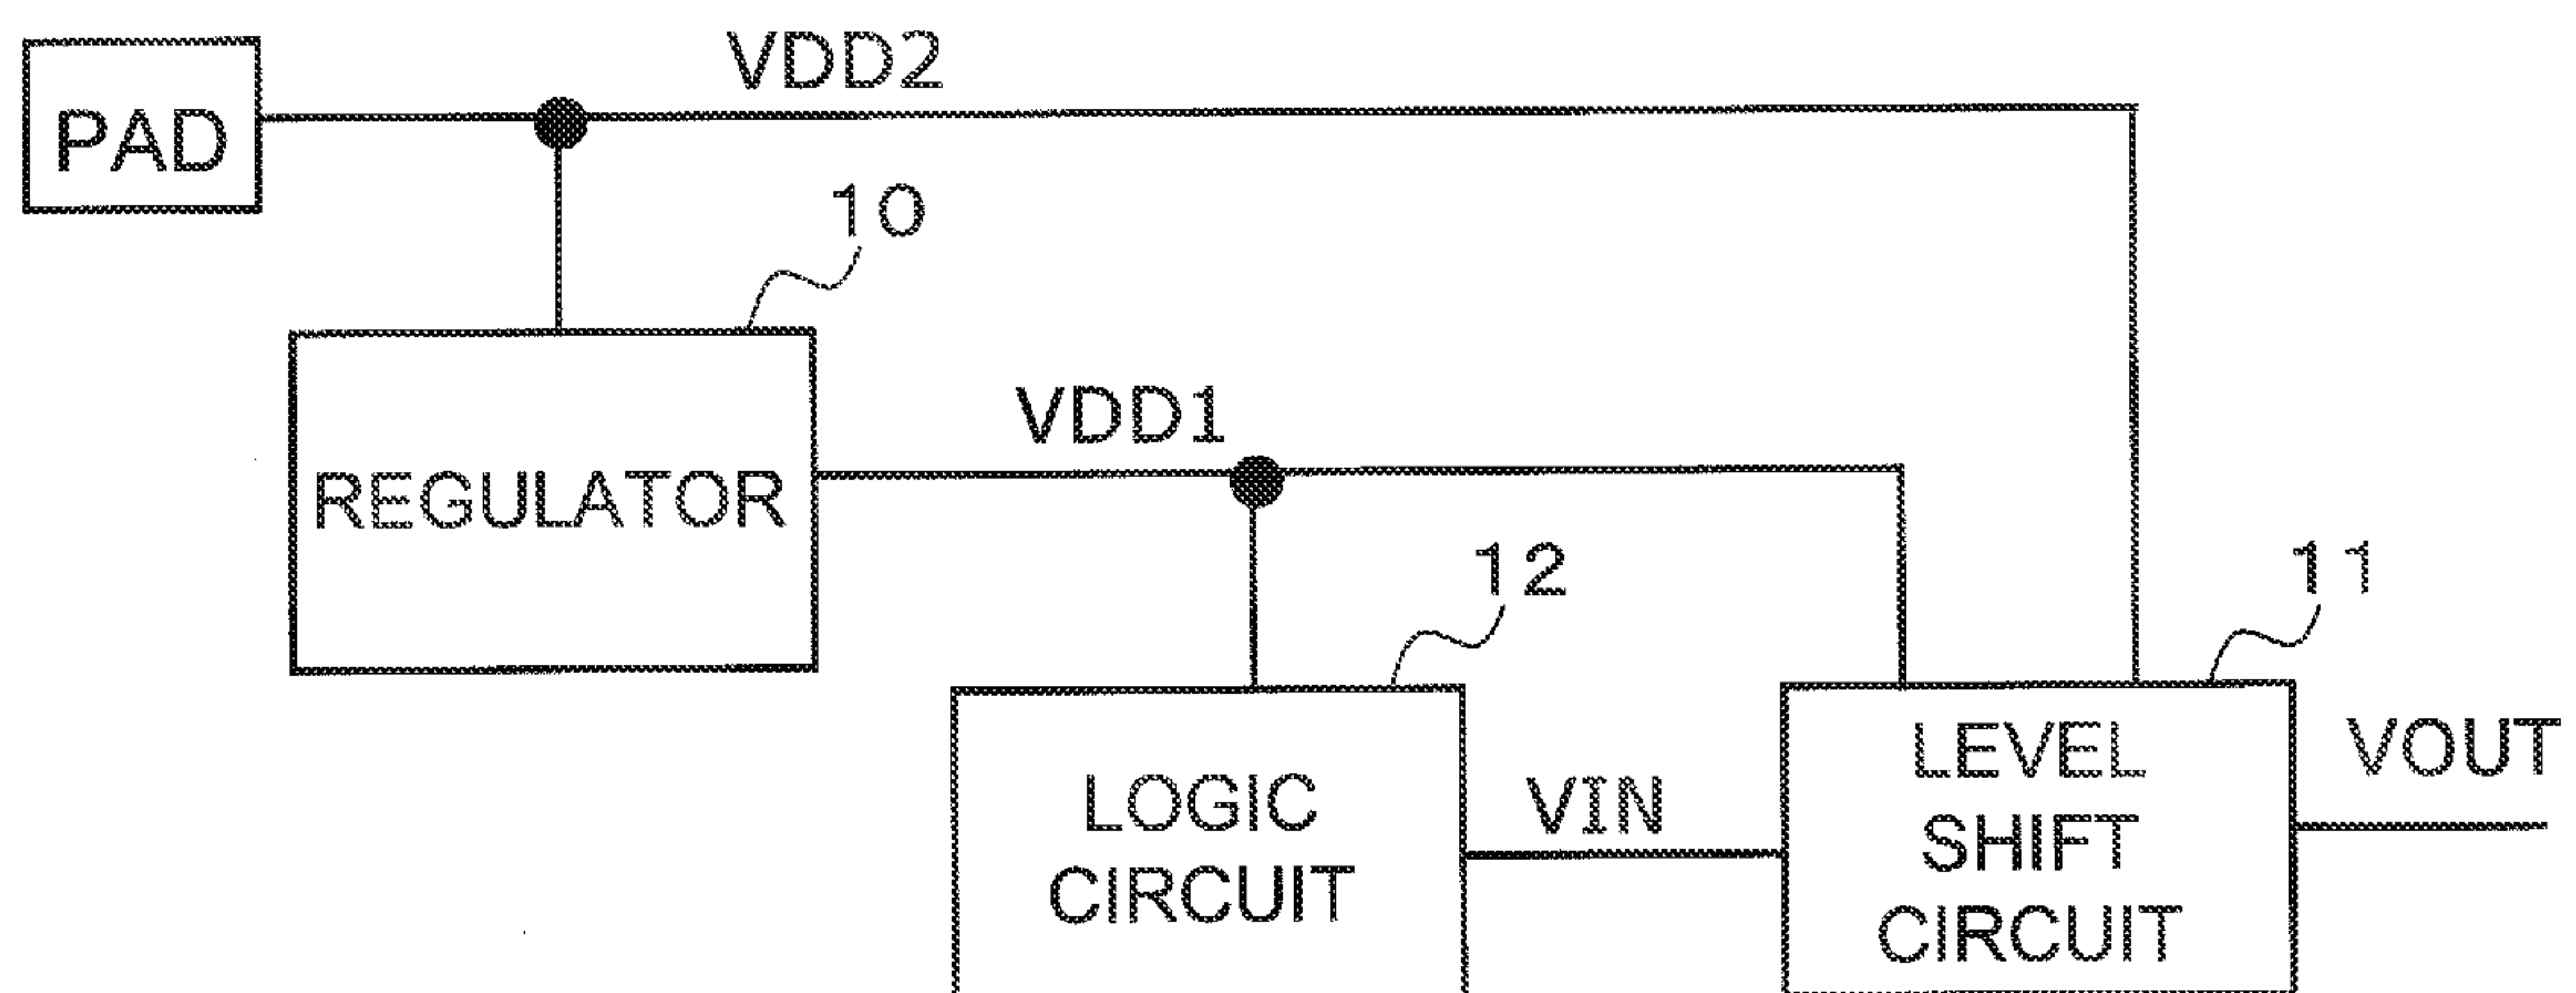 VDD2
PAD
10
VDD1
REGULATOR
12
11
LOGIC
CIRCUIT
VIN
LEVEL
SHIFT
CIRCUIT
VOUT